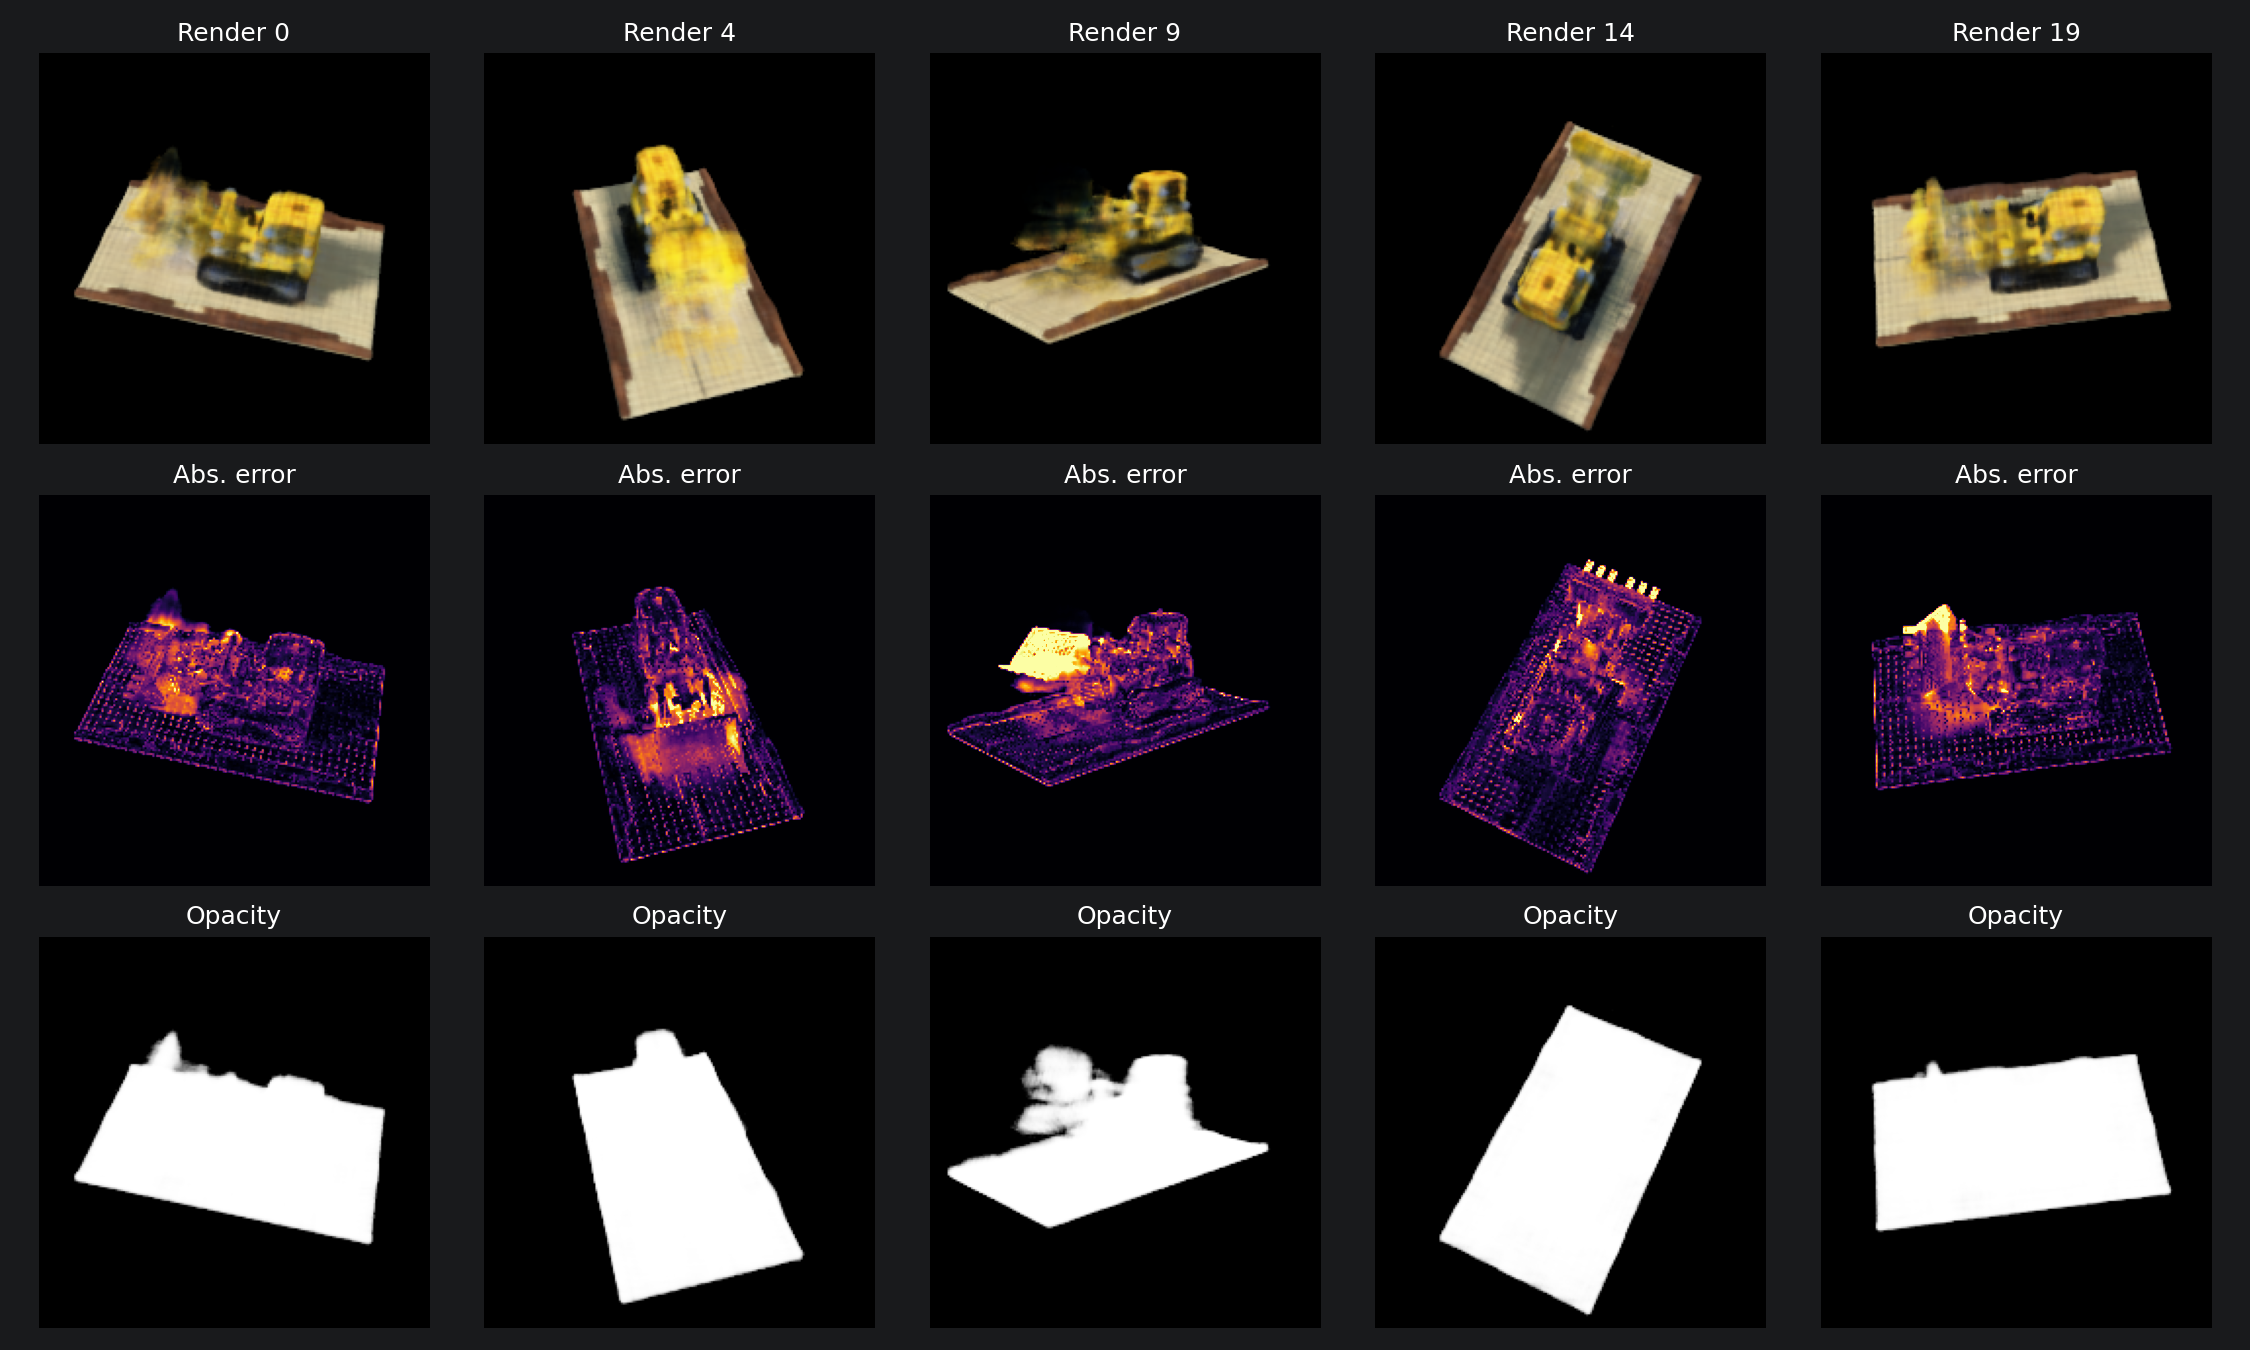 Render 0
Render 4
Render 9
Render 14
Render 19
Abs. error
Abs. error
Abs. error
Abs. error
Abs. error
Opacity
Opacity
Opacity
Opacity
Opacity